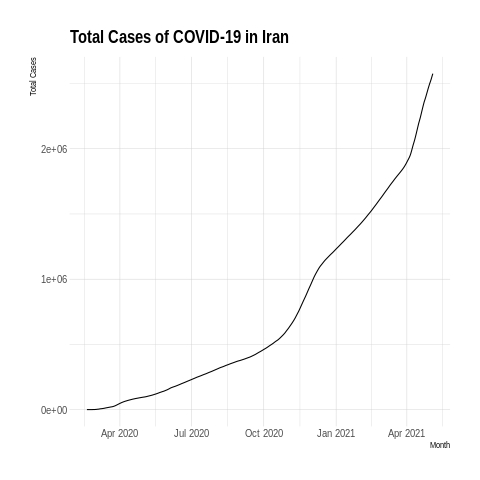 Total Cases of COVID-19 in Iran
Total Cases
2e+06
1e+06
0e+00
Apr 2020 Jul 2020 Oct 2020 Jan 2021 Apr 2021
Month